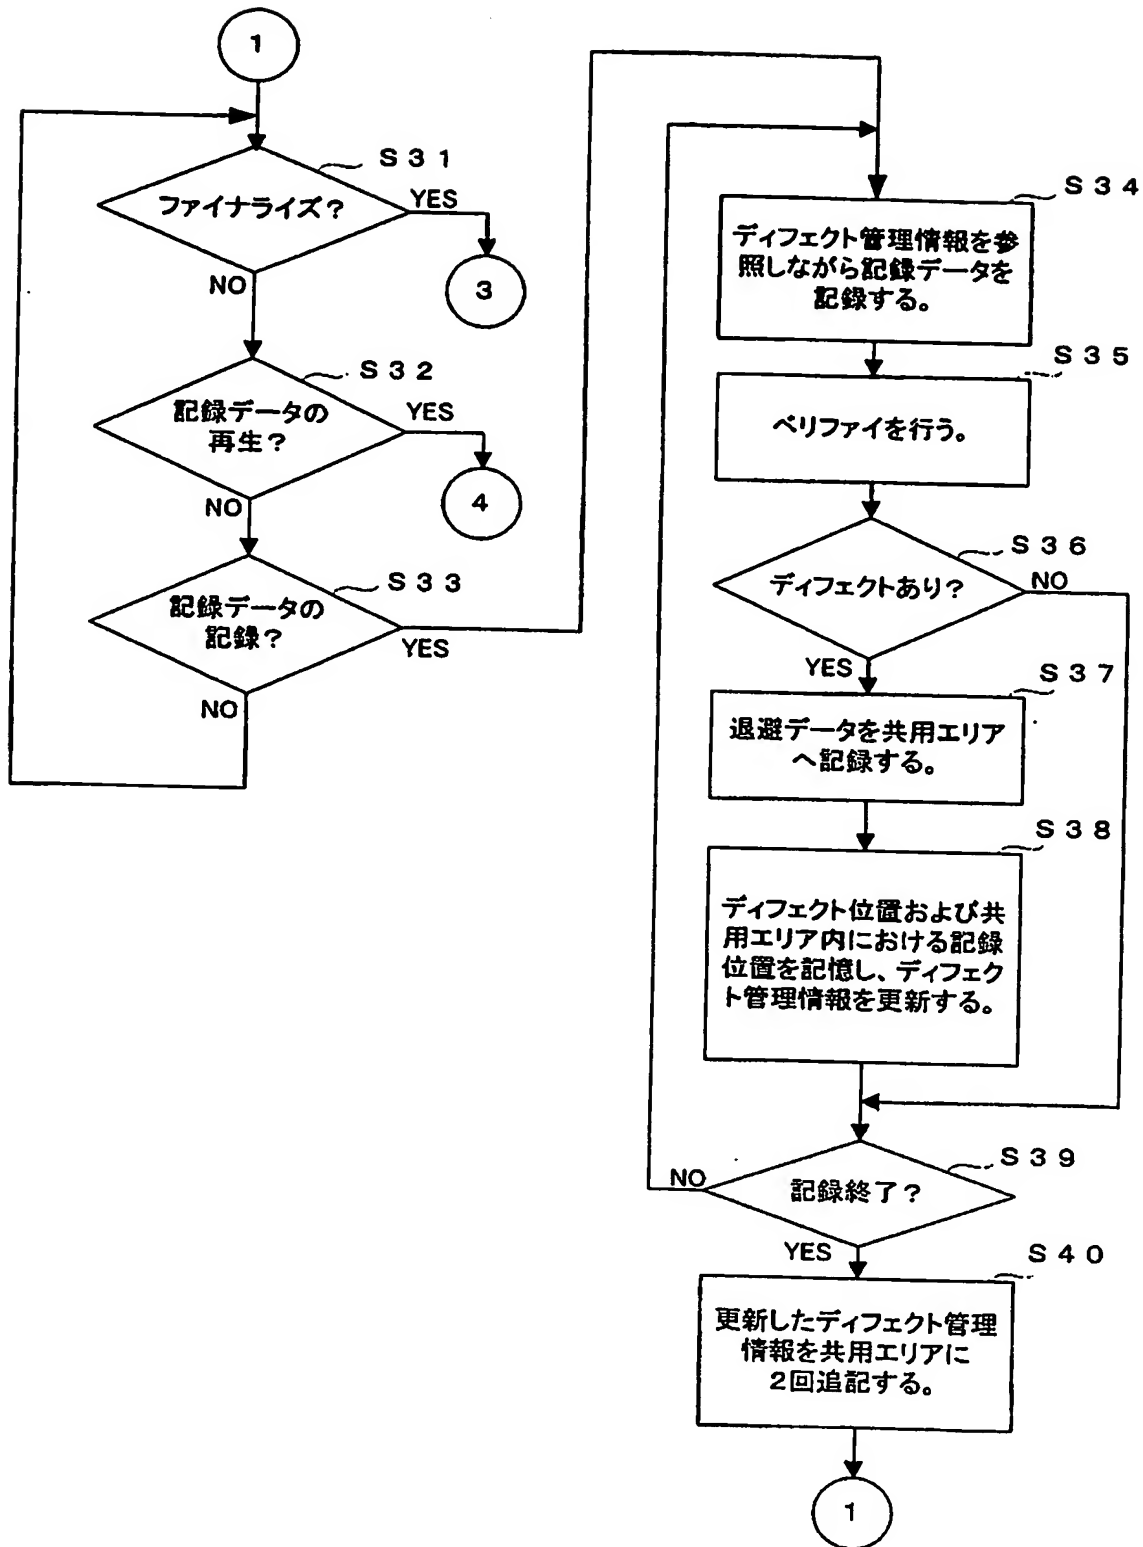 1
S31
ファイナライズ?
YES
3
NO
S32
記録データの
再生?
YES
4
NO
S33
記録データの
記録?
YES
NO
S34
ディフェクト管理情報を参
照しながら記録データを
記録する。
S35
ベリファイを行う。
S36
ディフェクトあり?
NO
YES
S37
退避データを共用エリア
へ記録する。
S38
ディフェクト位置および共
用エリア内における記録
位置を記憶し、ディフェク
ト管理情報を更新する。
S39
NO
記録終了?
YES
S40
更新したディフェクト管理
情報を共用エリアに
2回追記する。
1